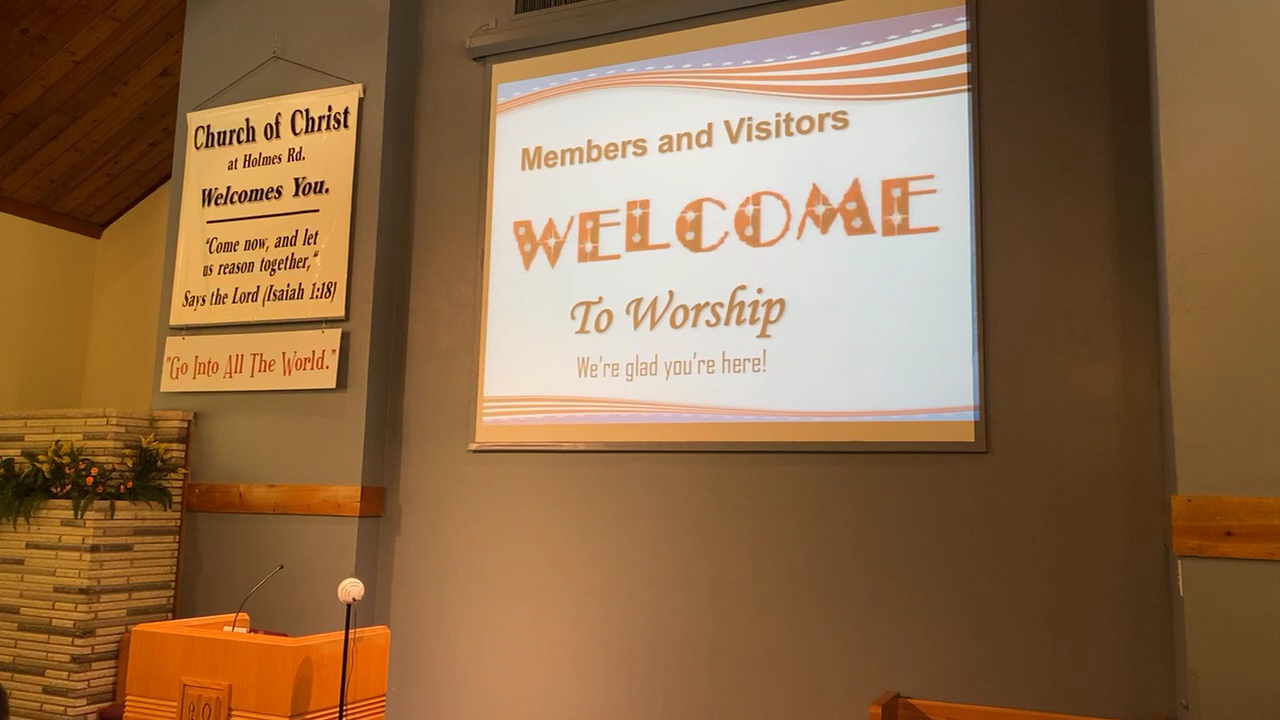 Church of Christ
at Holmes Rd.
Welcomes You.
"Come now, and let
us reason together,"
Says the Lord (Isaiah 1:18)
"Go Into All The World."
Members and Visitors
WELCOME
To Worship
We're glad you're here!